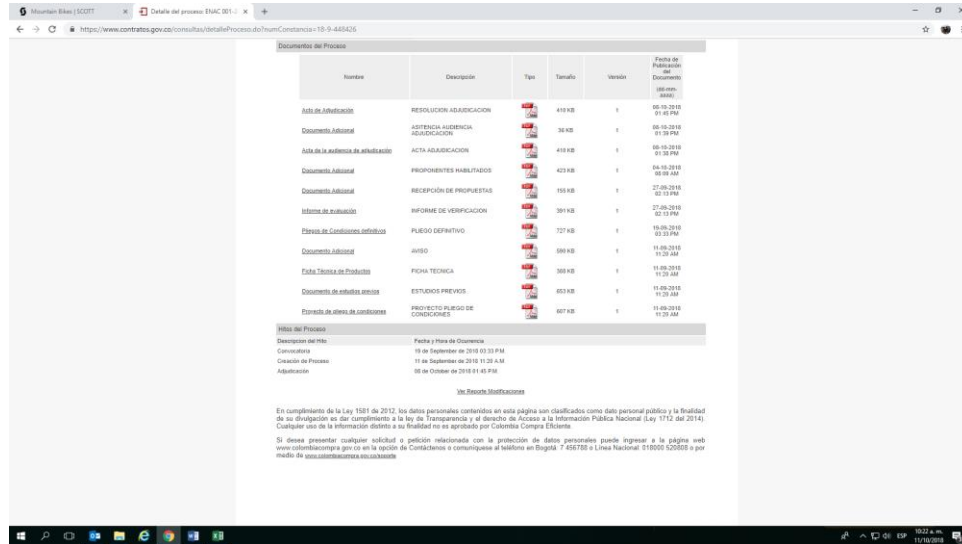 Mountain Bikes | SCOTT
Detalle del proceso: ENAC 001-2
https://www.contratos.gov.co/consultas/detalleProceso.do?numConstancia=18-9-448426
Documentos del Proceso
Nombre Descripción Tipo Tamaño Versión Fecha de Publicación del Documento (dd-mm-aaaa)
Acto de Adjudicación RESOLUCION ADJUDICACION 410 KB 1 08-10-2018 01:45 PM
Documento Adicional ASITENCIA AUDIENCIA ADJUDICACIÓN 36 KB 1 08-10-2018 01:39 PM
Acta de la audiencia de adjudicación ACTA ADJUDICACION 410 KB 1 08-10-2018 01:38 PM
Documento Adicional PROPONENTES HABILITADOS 423 KB 1 04-10-2018 08:09 AM
Documento Adicional RECEPCIÓN DE PROPUESTAS 155 KB 1 27-09-2018 02:13 PM
Informe de evaluación INFORME DE VERIFICACION 391 KB 1 27-09-2018 02:13 PM
Pliegos de Condiciones definitivos PLIEGO DEFINITIVO 727 KB 1 19-09-2018 03:33 PM
Documento Adicional AVISO 1 11-09-2018 11:20 AM
Ficha Técnica de Productos FICHA TECNICA 1 11-09-2018 11:20 AM
Documento de estudios previos ESTUDIOS PREVIOS 653 KB 1 11-09-2018 11:20 AM
Proyecto de pliego de condiciones PROYECTO PLIEGO DE CONDICIONES 607 KB 1 11-09-2018 11:20 AM
Hitos del Proceso
Descripcion del Hito Fecha y Hora de Ocurrencia
Convocatoria 19 de September de 2018 03:33 P.M.
Creación de Proceso 11 de September de 2018 11:20 A.M.
Adjudicación 08 de October de 2018 01:45 P.M.
Ver Reporte Modificaciones
En cumplimiento de la Ley 1581 de 2012, los datos personales contenidos en esta página son clasificados como dato personal público y la finalidad
de su divulgación es dar cumplimiento a la ley de Transparencia y el derecho de Acceso a la Información Pública Nacional (Ley 1712 del 2014).
Cualquier uso de la información distinto a su finalidad no es aprobado por Colombia Compra Eficiente.
Si desea presentar cualquier solicitud o petición relacionada con la protección de datos personales puede ingresar a la página web
www.colombiacompra.gov.co en la opción de Contáctenos o comuníquese al teléfono en Bogotá: 7 456788 o Línea Nacional: 018000 520808 o por
medio de www.colombiacompra.gov.co/soporte
ESP
10:22 a. m.
11/10/2018